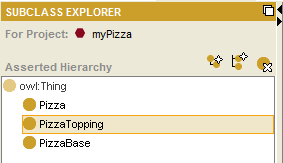 SUBCLASS EXPLORER
For Project: myPizza
Asserted Hierarchy
owl:Thing
Pizza
PizzaTopping
PizzaBase